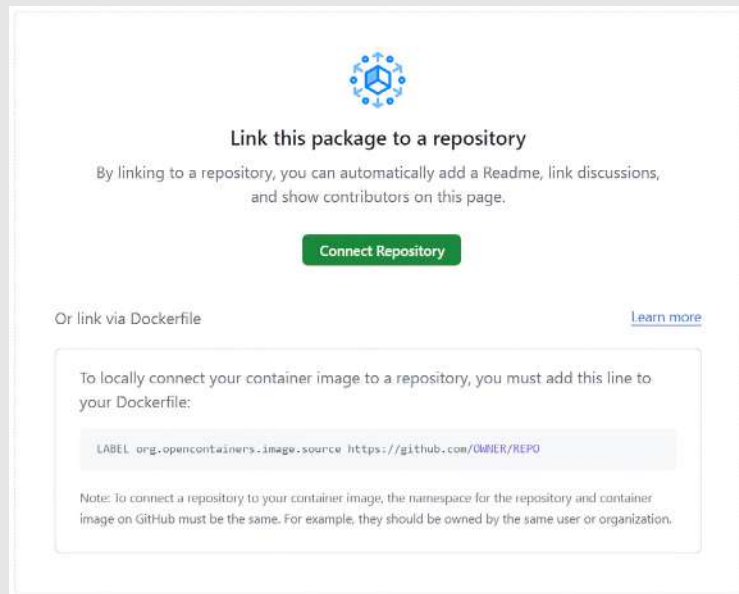 Link this package to a repository
By linking to a repository, you can automatically add a Readme, link discussions,
and show contributors on this page.
Connect Repository
Or link via Dockerfile
Learn more
To locally connect your container image to a repository, you must add this line to
your Dockerfile:
LABEL org.opencontainers.image.source https://github.com/OWNER/REPO
Note: To connect a repository to your container image, the namespace for the repository and container
image on GitHub must be the same. For example, they should be owned by the same user or organization.